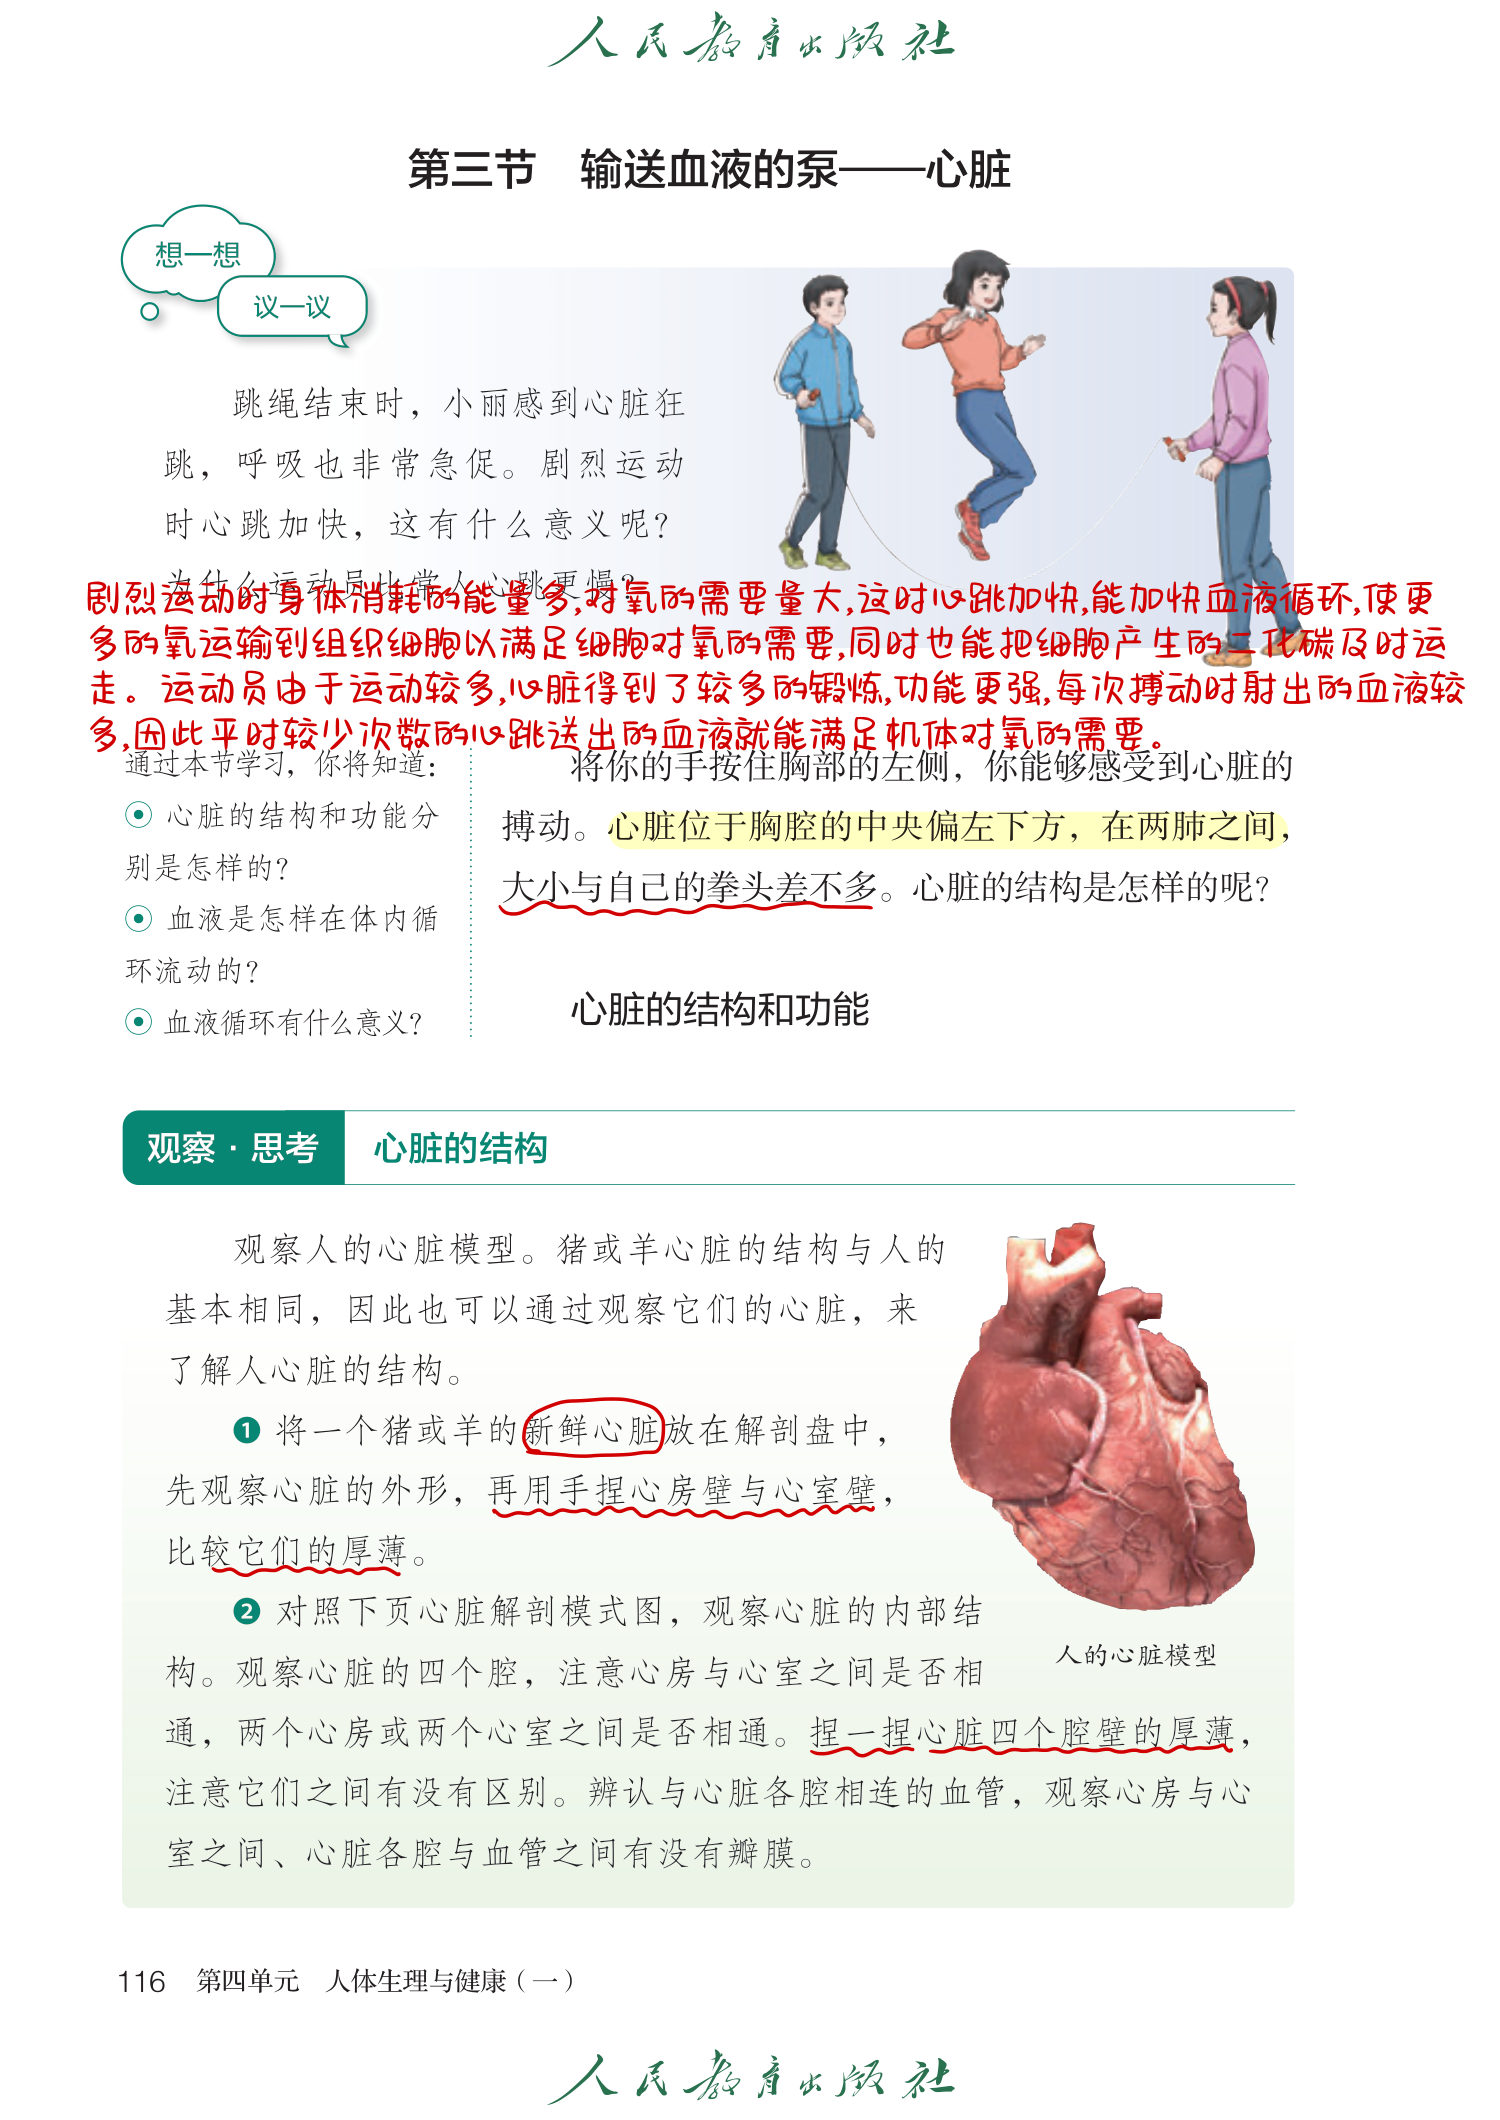 人民教育出版社
第三节 输送血液的泵——心脏
想一想
议一议
跳绳结束时，小丽感到心脏狂
跳，呼吸也非常急促。剧烈运动
时心跳加快，这有什么意义呢？
为什么运动员比常人心跳更慢？
剧烈运动时身体消耗的能量多,对氧的需要量大,这时心跳加快,能加快血液循环,使更
多的氧运输到组织细胞以满足细胞对氧的需要,同时也能把细胞产生的二化碳及时运
走。运动员由于运动较多,心脏得到了较多的锻炼,功能更强,每次搏动时射出的血液较
多,因此平时较少次数的心跳送出的血液就能满足机体对氧的需要。
通过本节学习，你将知道：
心脏的结构和功能分
别是怎样的？
血液是怎样在体内循
环流动的？
血液循环有什么意义？
将你的手按住胸部的左侧，你能够感受到心脏的
搏动。心脏位于胸腔的中央偏左下方，在两肺之间，
大小与自己的拳头差不多。心脏的结构是怎样的呢？
心脏的结构和功能
观察·思考 心脏的结构
观察人的心脏模型。猪或羊心脏的结构与人的
基本相同，因此也可以通过观察它们的心脏，来
了解人心脏的结构。
❶ 将一个猪或羊的新鲜心脏放在解剖盘中，
先观察心脏的外形，再用手捏心房壁与心室壁，
比较它们的厚薄。
❷ 对照下页心脏解剖模式图，观察心脏的内部结
构。观察心脏的四个腔，注意心房与心室之间是否相
通，两个心房或两个心室之间是否相通。捏一捏心脏四个腔壁的厚薄，
注意它们之间有没有区别。辨认与心脏各腔相连的血管，观察心房与心
室之间、心脏各腔与血管之间有没有瓣膜。
人的心脏模型
116 第四单元 人体生理与健康（一）
人民教育出版社